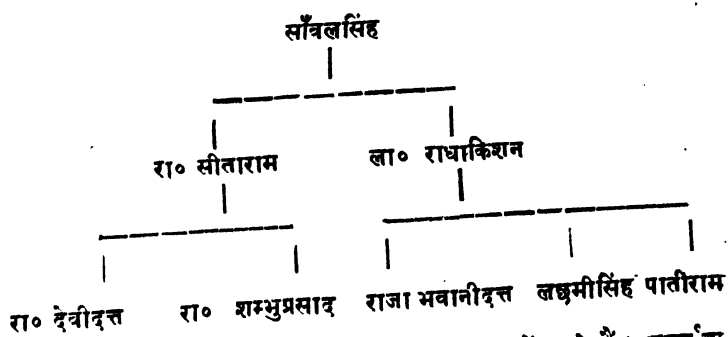 साँवलसिंह
रा० सीताराम ला० राधाकिशन
रा० देवीदत्त रा० शम्भुप्रसाद राजा भवानीदत्त लछमीसिंह पातीराम